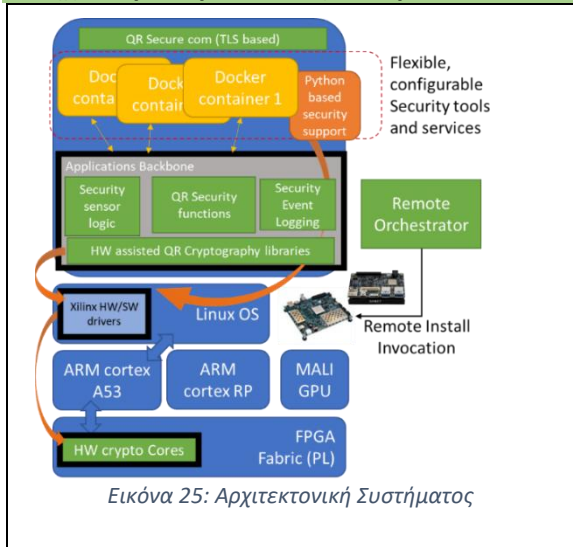 QR Secure com (TLS based)
Docker
container 1
Python
based
security
support
Flexible,
configurable
Security tools
and services
Applications Backbone
Security
sensor
logic
QR Security
functions
Security
Event
Logging
HW assisted QR Cryptography libraries
Remote
Orchestrator
Xilinx HW/SW
drivers
Linux OS
Remote Install
Invocation
ARM cortex
A53
ARM
cortex RP
MALI
GPU
HW crypto Cores
FPGA
Fabric (PL)
Εικόνα 25: Αρχιτεκτονική Συστήματος